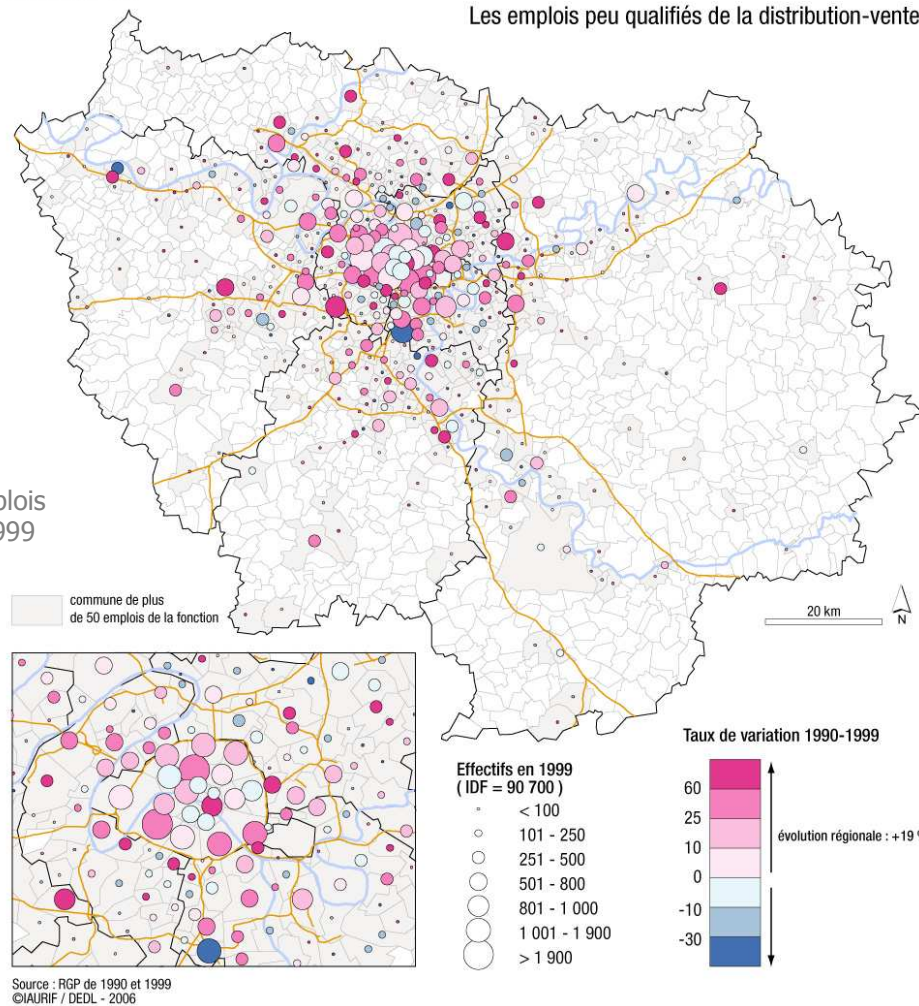 Les emplois peu qualifiés de la distribution-vente
plois
999
commune de plus
de 50 emplois de la fonction
20 km
N
Effectifs en 1999
( IDF = 90 700 )
< 100
101 - 250
251 - 500
501 - 800
801 - 1 000
1 001 - 1 900
> 1 900
Taux de variation 1990-1999
60
25
10
0
-10
-30
évolution régionale : +19
Source : RGP de 1990 et 1999
©IAURIF / DEDL - 2006